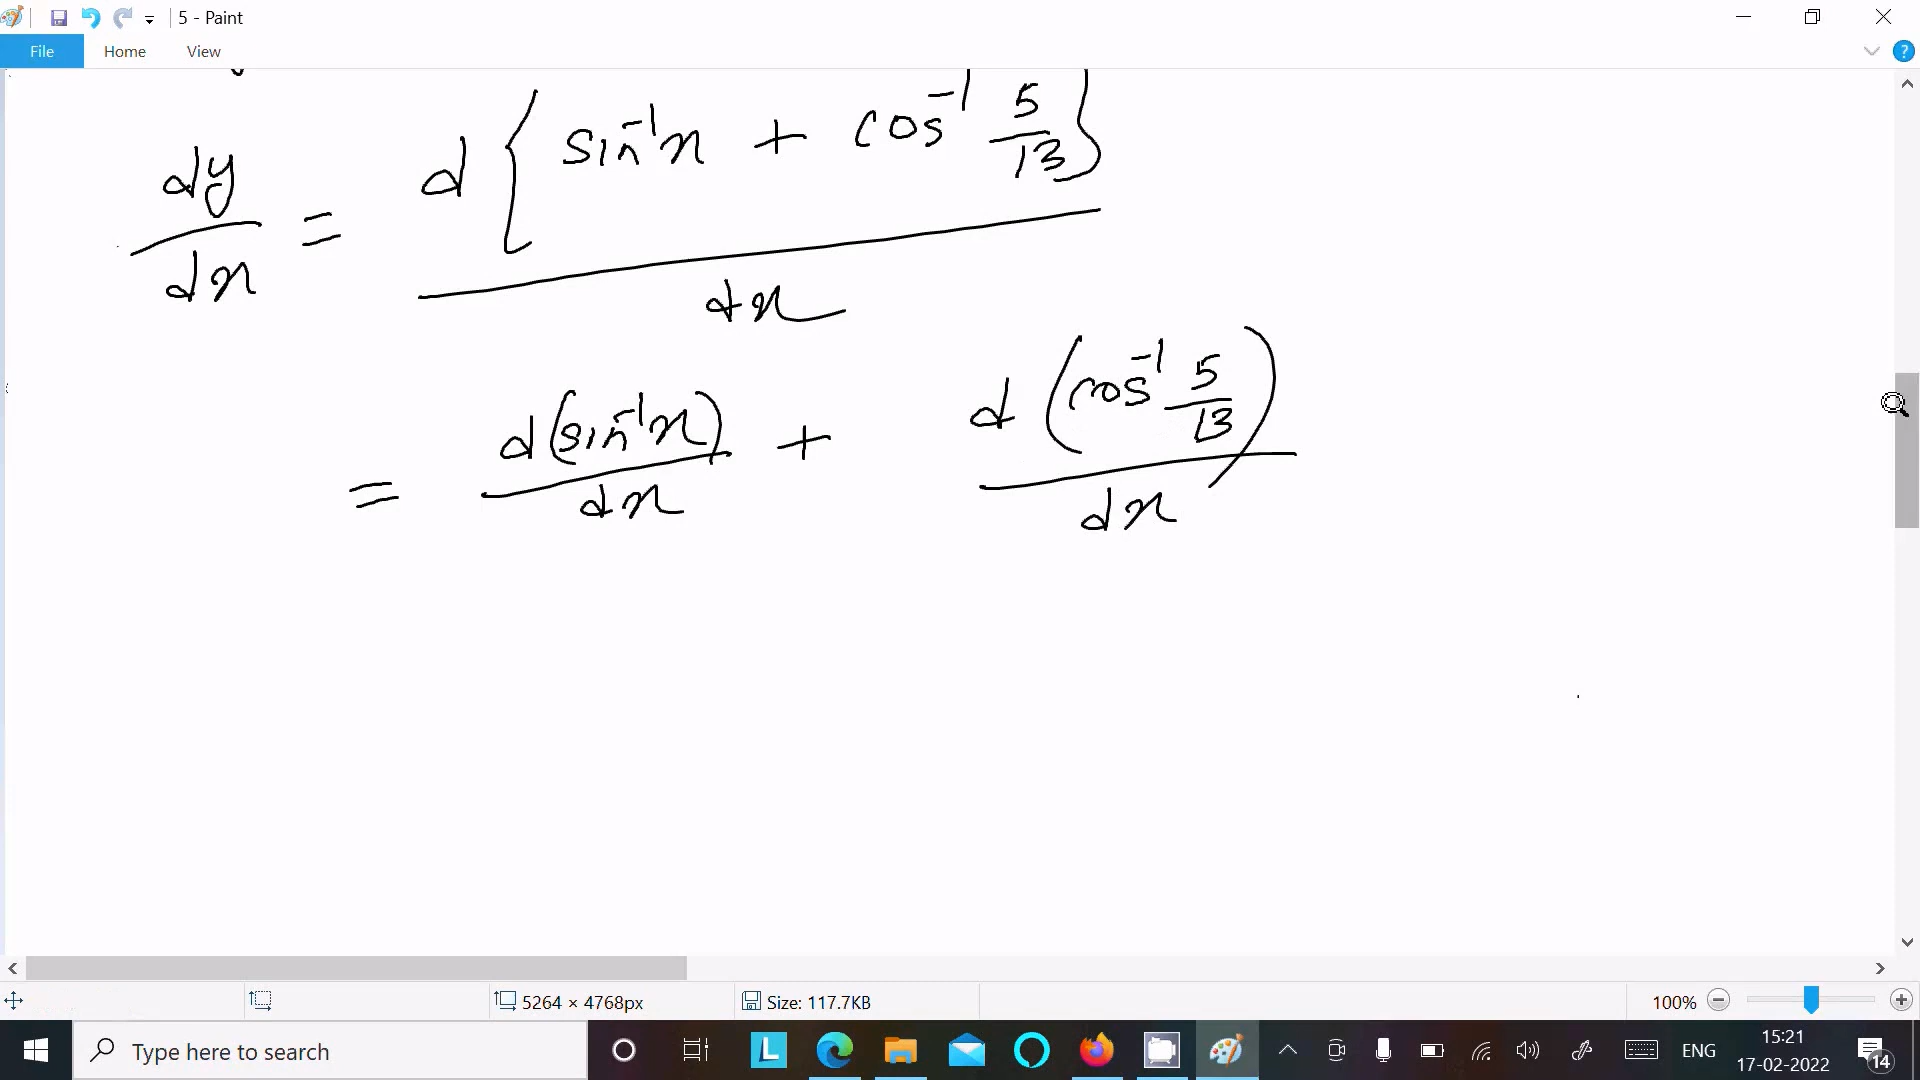 5 - Paint
File Home View
dy/dx = d{sin⁻¹x + cos⁻¹ 5/13}/dx
= d(sin⁻¹x)/dx + d(cos⁻¹ 5/13)/dx
5264 × 4768px Size: 117.7KB 100%
Type here to search L ENG 15:21
17-02-2022 14